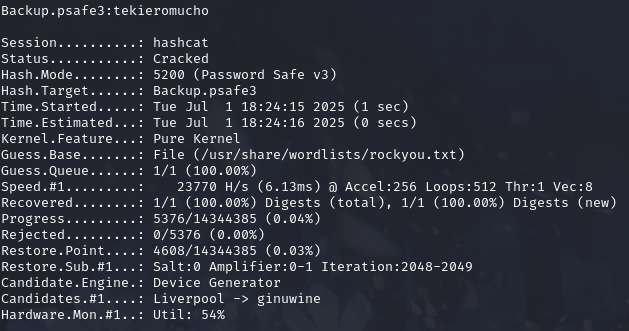 Backup.psafe3:tekieromucho
Session..........: hashcat
Status...........: Cracked
Hash.Mode........: 5200 (Password Safe v3)
Hash.Target......: Backup.psafe3
Time.Started.....: Tue Jul  1 18:24:15 2025 (1 sec)
Time.Estimated...: Tue Jul  1 18:24:16 2025 (0 secs)
Kernel.Feature...: Pure Kernel
Guess.Base.......: File (/usr/share/wordlists/rockyou.txt)
Guess.Queue......: 1/1 (100.00%)
Speed.#1.........:    23770 H/s (6.13ms) @ Accel:256 Loops:512 Thr:1 Vec:8
Recovered........: 1/1 (100.00%) Digests (total), 1/1 (100.00%) Digests (new)
Progress.........: 5376/14344385 (0.04%)
Rejected.........: 0/5376 (0.00%)
Restore.Point....: 4608/14344385 (0.03%)
Restore.Sub.#1...: Salt:0 Amplifier:0-1 Iteration:2048-2049
Candidate.Engine.: Device Generator
Candidates.#1....: Liverpool -> ginuwine
Hardware.Mon.#1..: Util: 54%